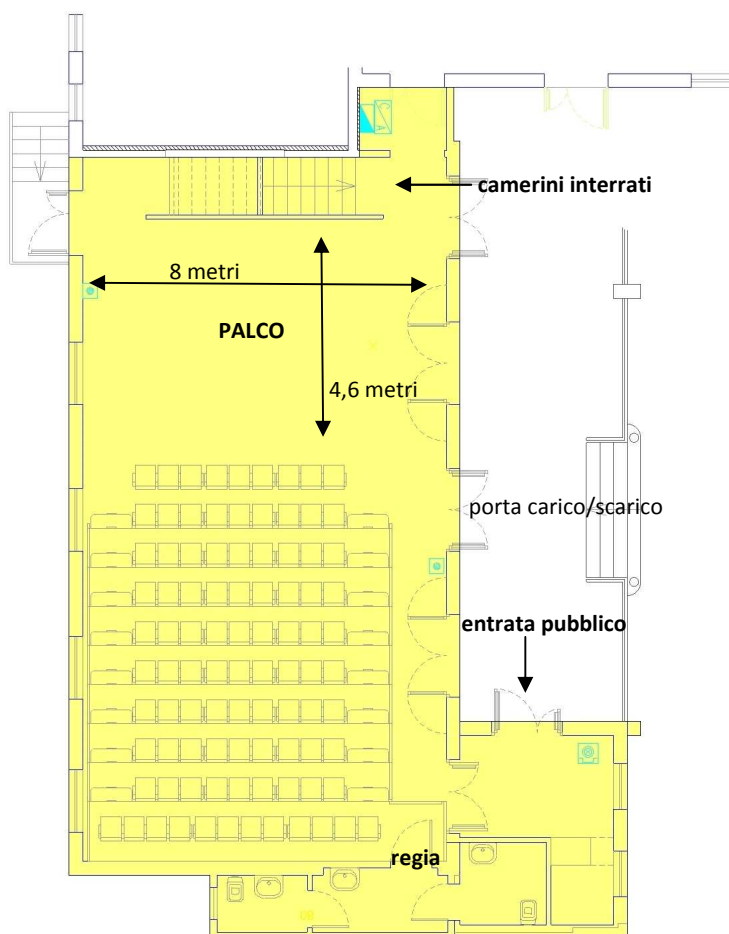 C/A
camerini interrati
8 metri
PALCO
4,6 metri
porta carico/scarico
entrata pubblico
regia